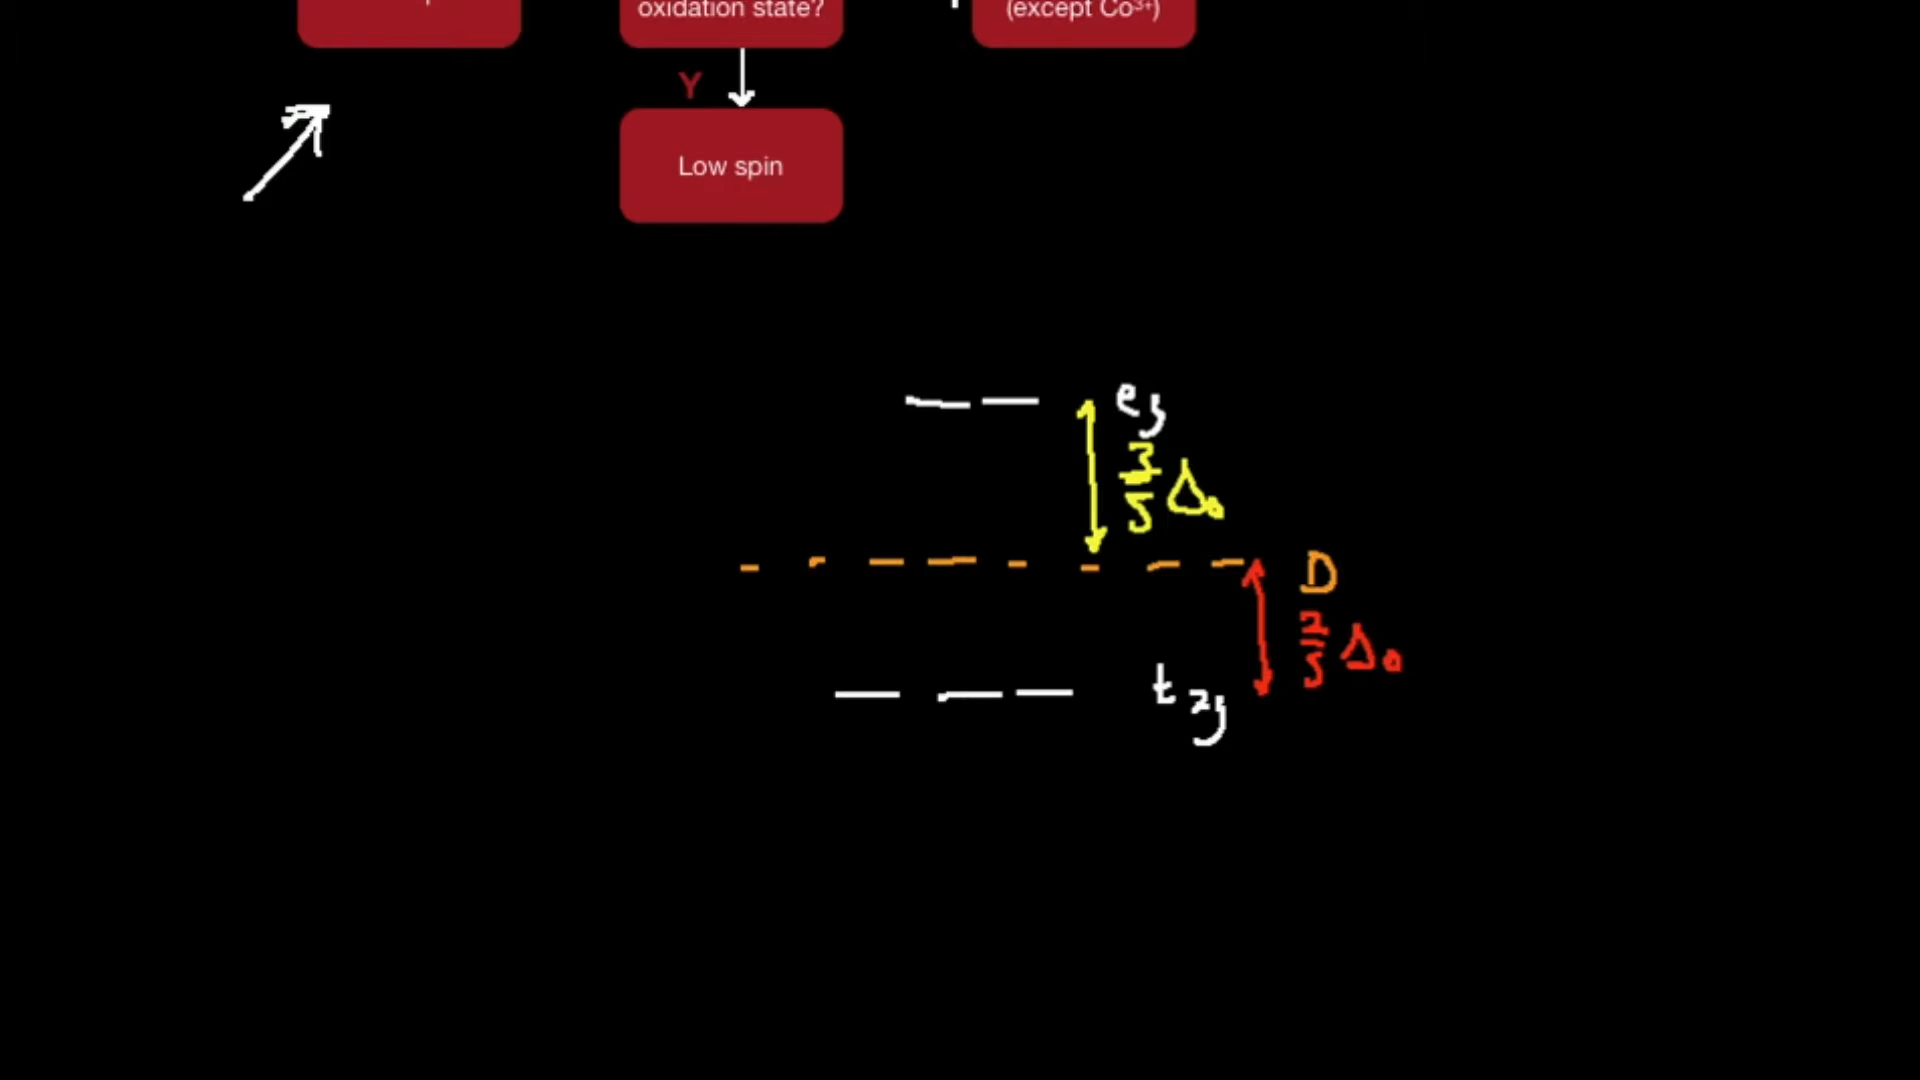 oxidation state?
(except Co³⁺)
Y
Low spin
eg
3/5 Δo
D
2/5 Δo
t2g